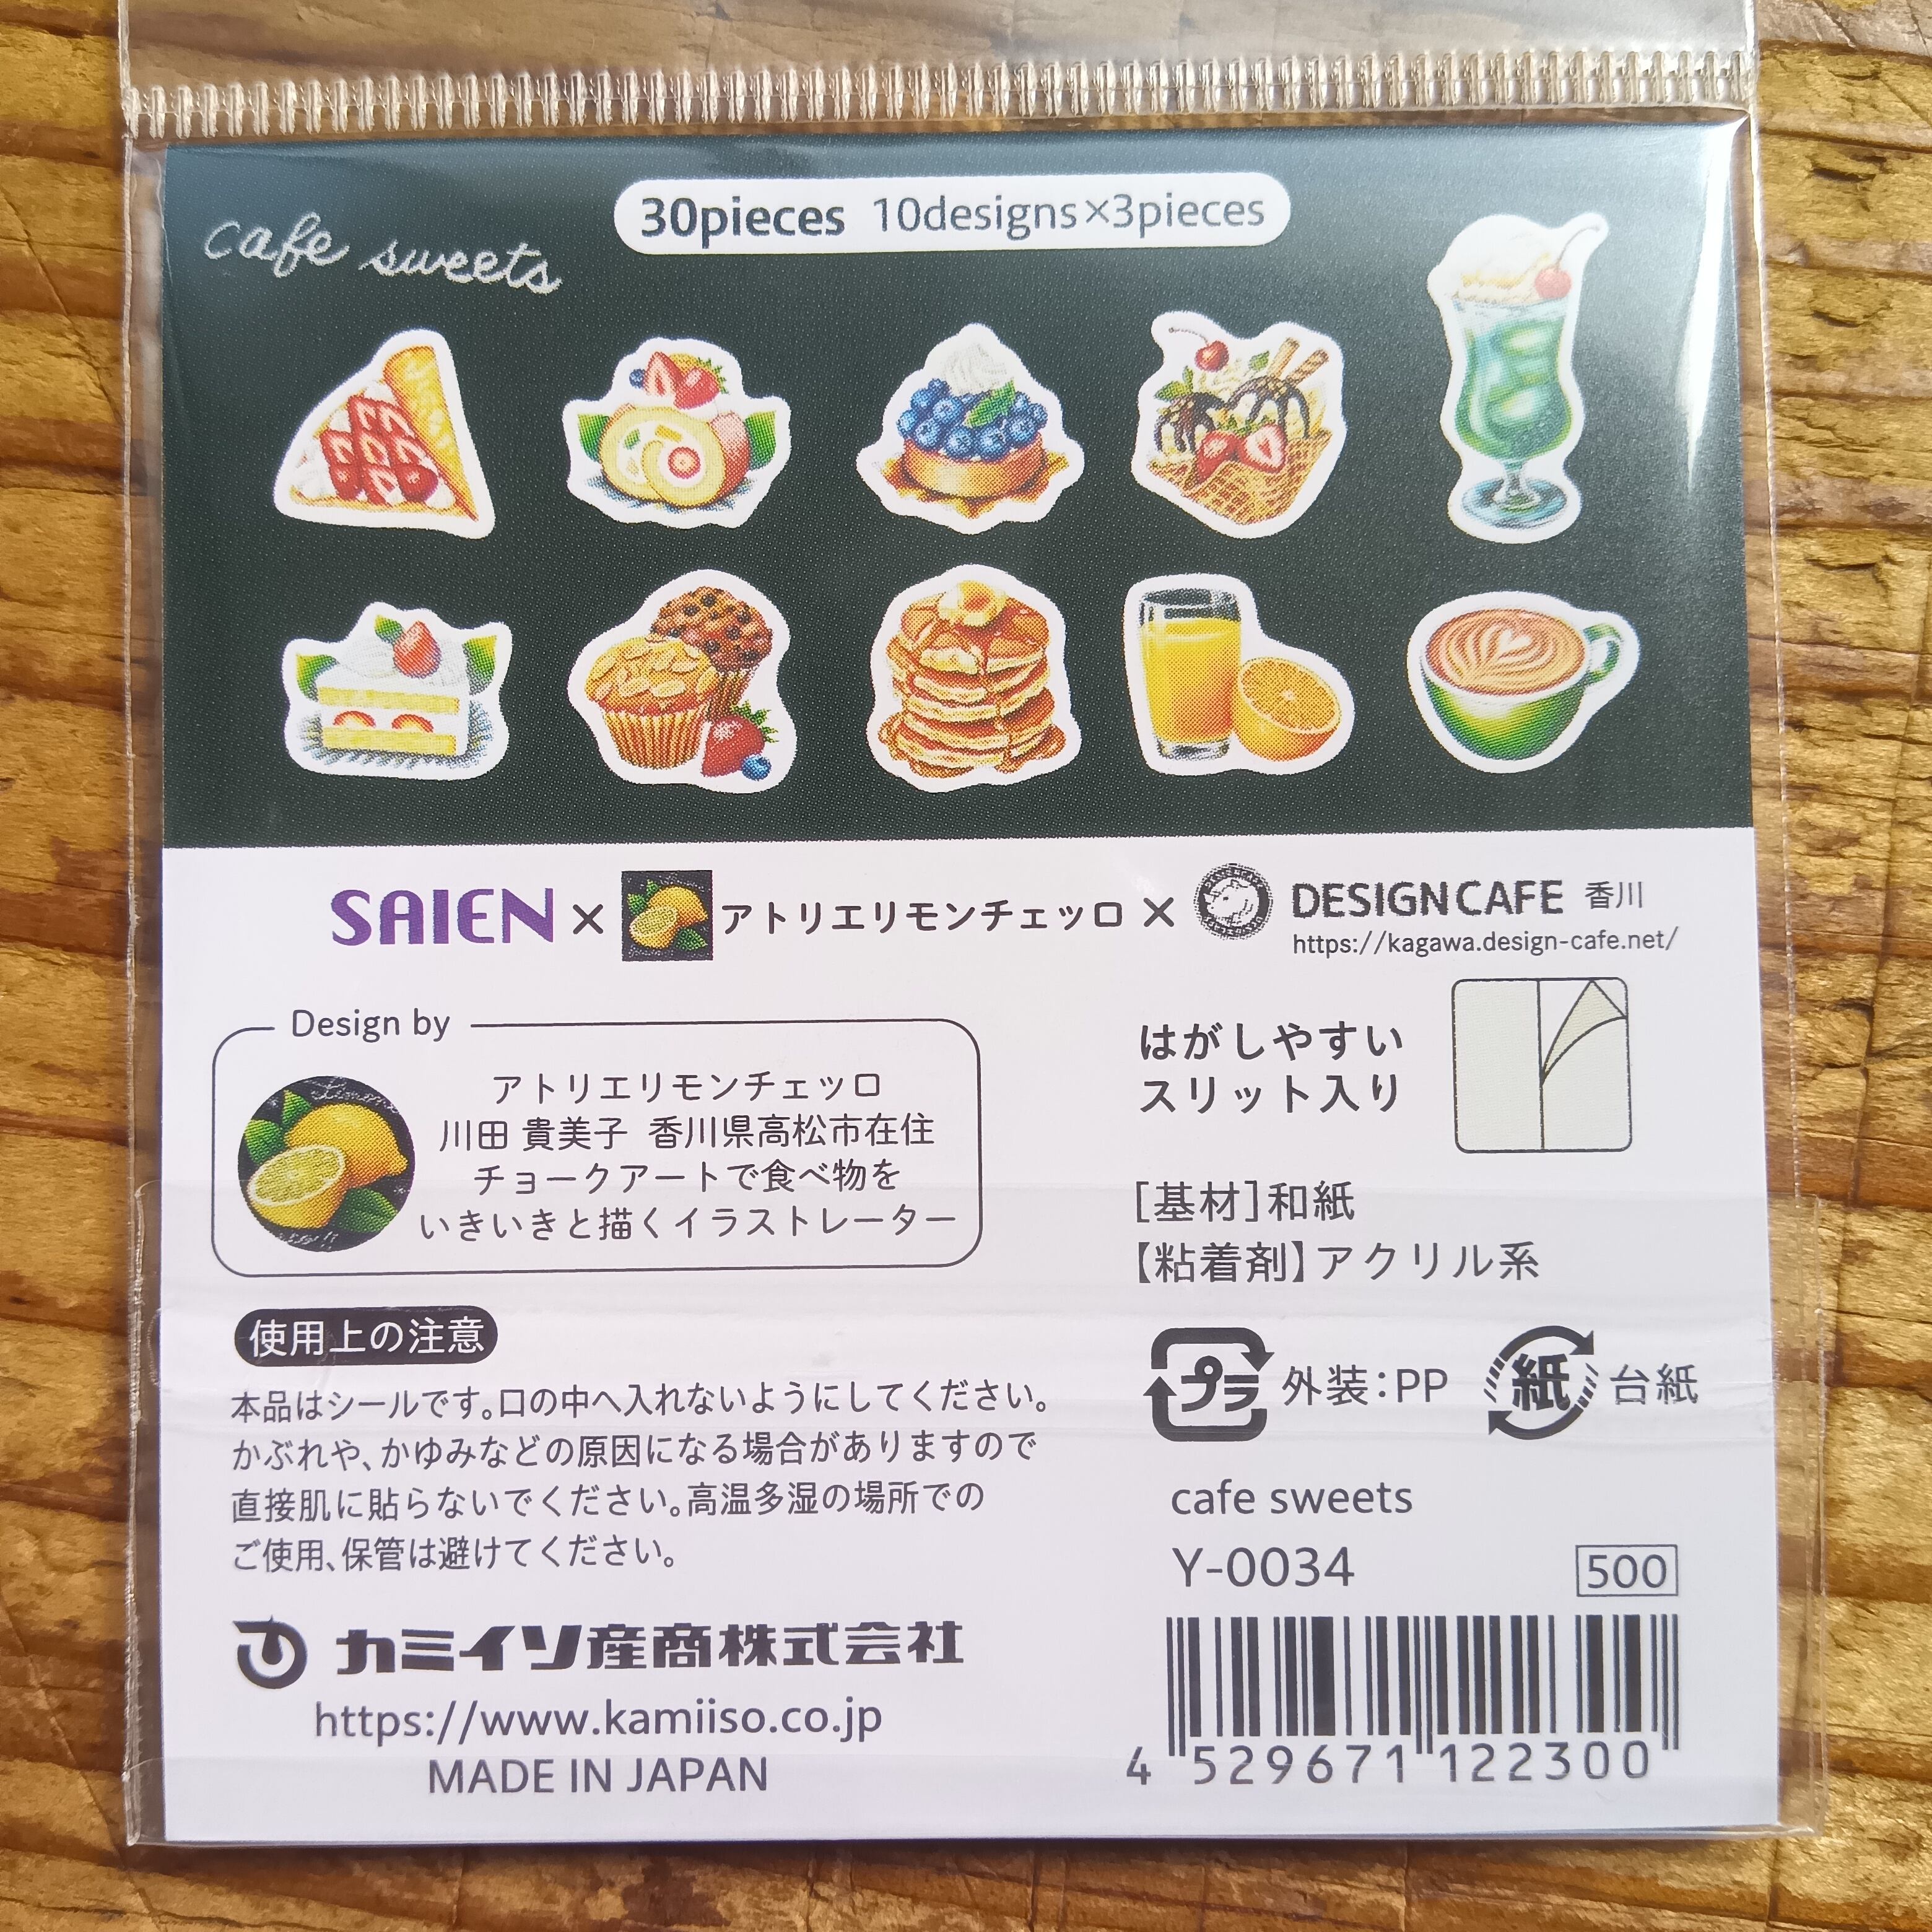 cafe sweets
30pieces 10designs×3pieces
SAIEN × アトリエリモンチェッロ × DESIGN CAFE 香川
https://kagawa.design-cafe.net/
Design by
アトリエリモンチェッロ
川田 貴美子 香川県高松市在住
チョークアートで食べ物を
いきいきと描くイラストレーター
はがしやすい
スリット入り
[基材]和紙
【粘着剤】アクリル系
使用上の注意
本品はシールです。口の中へ入れないようにしてください。
かぶれや、かゆみなどの原因になる場合がありますので
直接肌に貼らないでください。高温多湿の場所での
ご使用、保管は避けてください。
プラ 外装：PP 紙 台紙
cafe sweets
Y-0034
500
カミイソ産商株式会社
https://www.kamiiso.co.jp
MADE IN JAPAN
4 529671 122300